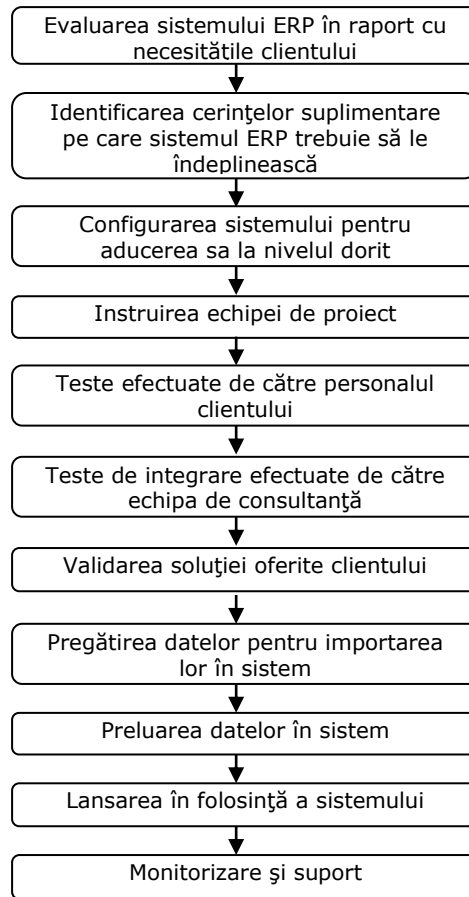 Evaluarea sistemului ERP în raport cu
necesităţile clientului
Identificarea cerinţelor suplimentare
pe care sistemul ERP trebuie să le
îndeplinească
Configurarea sistemului pentru
aducerea sa la nivelul dorit
Instruirea echipei de proiect
Teste efectuate de către personalul
clientului
Teste de integrare efectuate de către
echipa de consultanţă
Validarea soluţiei oferite clientului
Pregătirea datelor pentru importarea
lor în sistem
Preluarea datelor în sistem
Lansarea în folosinţă a sistemului
Monitorizare şi suport